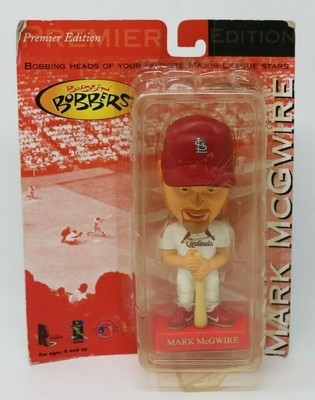 Premier Edition
PREMIER EDITION
BOBBING HEADS OF YOUR FAVORITE MAJOR LEAGUE STARS
BOBBIN'
BOBBERS
MARK MCGWIRE
StL
Cardinals
MARK McGWIRE
For ages 4 and up